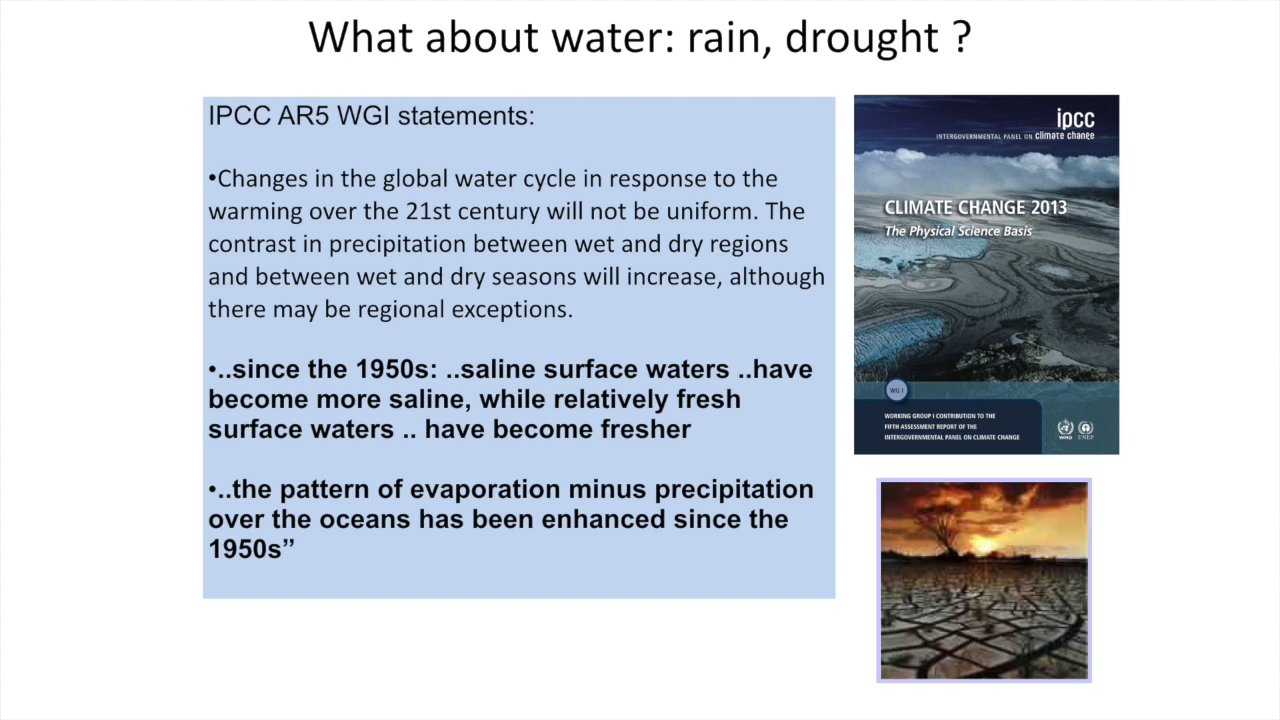 What about water: rain, drought ?
IPCC AR5 WGI statements:
•Changes in the global water cycle in response to the
warming over the 21st century will not be uniform. The
contrast in precipitation between wet and dry regions
and between wet and dry seasons will increase, although
there may be regional exceptions.
•..since the 1950s: ..saline surface waters ..have
become more saline, while relatively fresh
surface waters .. have become fresher
•..the pattern of evaporation minus precipitation
over the oceans has been enhanced since the
1950s”
ipcc
INTERGOVERNMENTAL PANEL ON climate change
CLIMATE CHANGE 2013
The Physical Science Basis
WG I
WORKING GROUP I CONTRIBUTION TO THE
FIFTH ASSESSMENT REPORT OF THE
INTERGOVERNMENTAL PANEL ON CLIMATE CHANGE
WMO UNEP